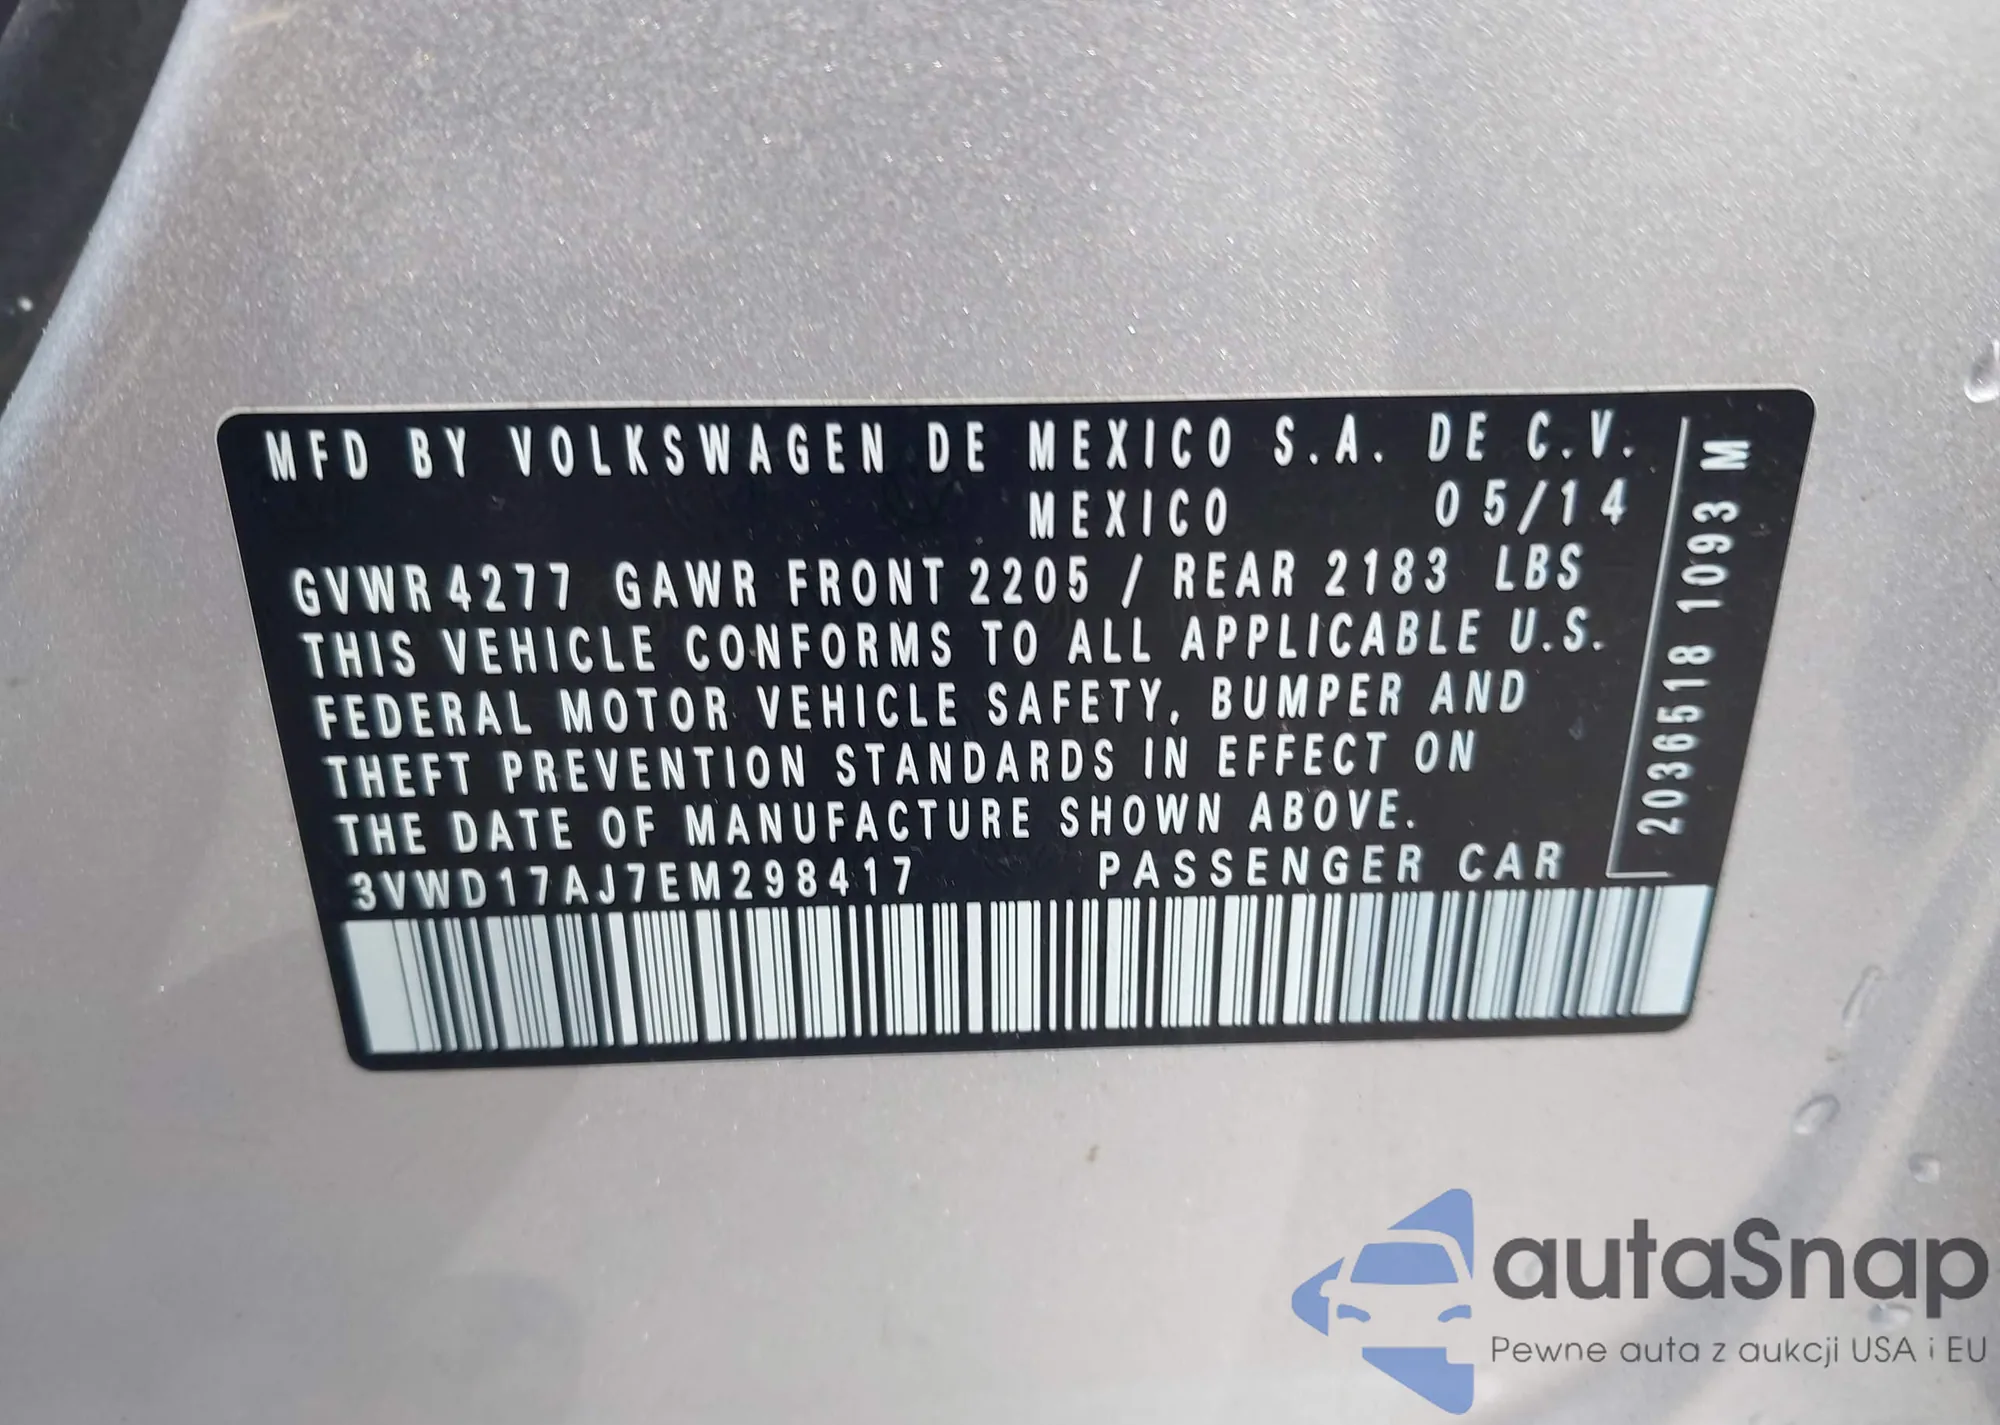 MFD BY VOLKSWAGEN DE MEXICO S.A. DE C.V.
MEXICO 05/14
GVWR 4277 GAWR FRONT 2205 / REAR 2183 LBS
THIS VEHICLE CONFORMS TO ALL APPLICABLE U.S.
FEDERAL MOTOR VEHICLE SAFETY, BUMPER AND
THEFT PREVENTION STANDARDS IN EFFECT ON
THE DATE OF MANUFACTURE SHOWN ABOVE.
3VWD17AJ7EM298417 PASSENGER CAR
2036518 1093 M
autaSnap
Pewne auta z aukcji USA i EU